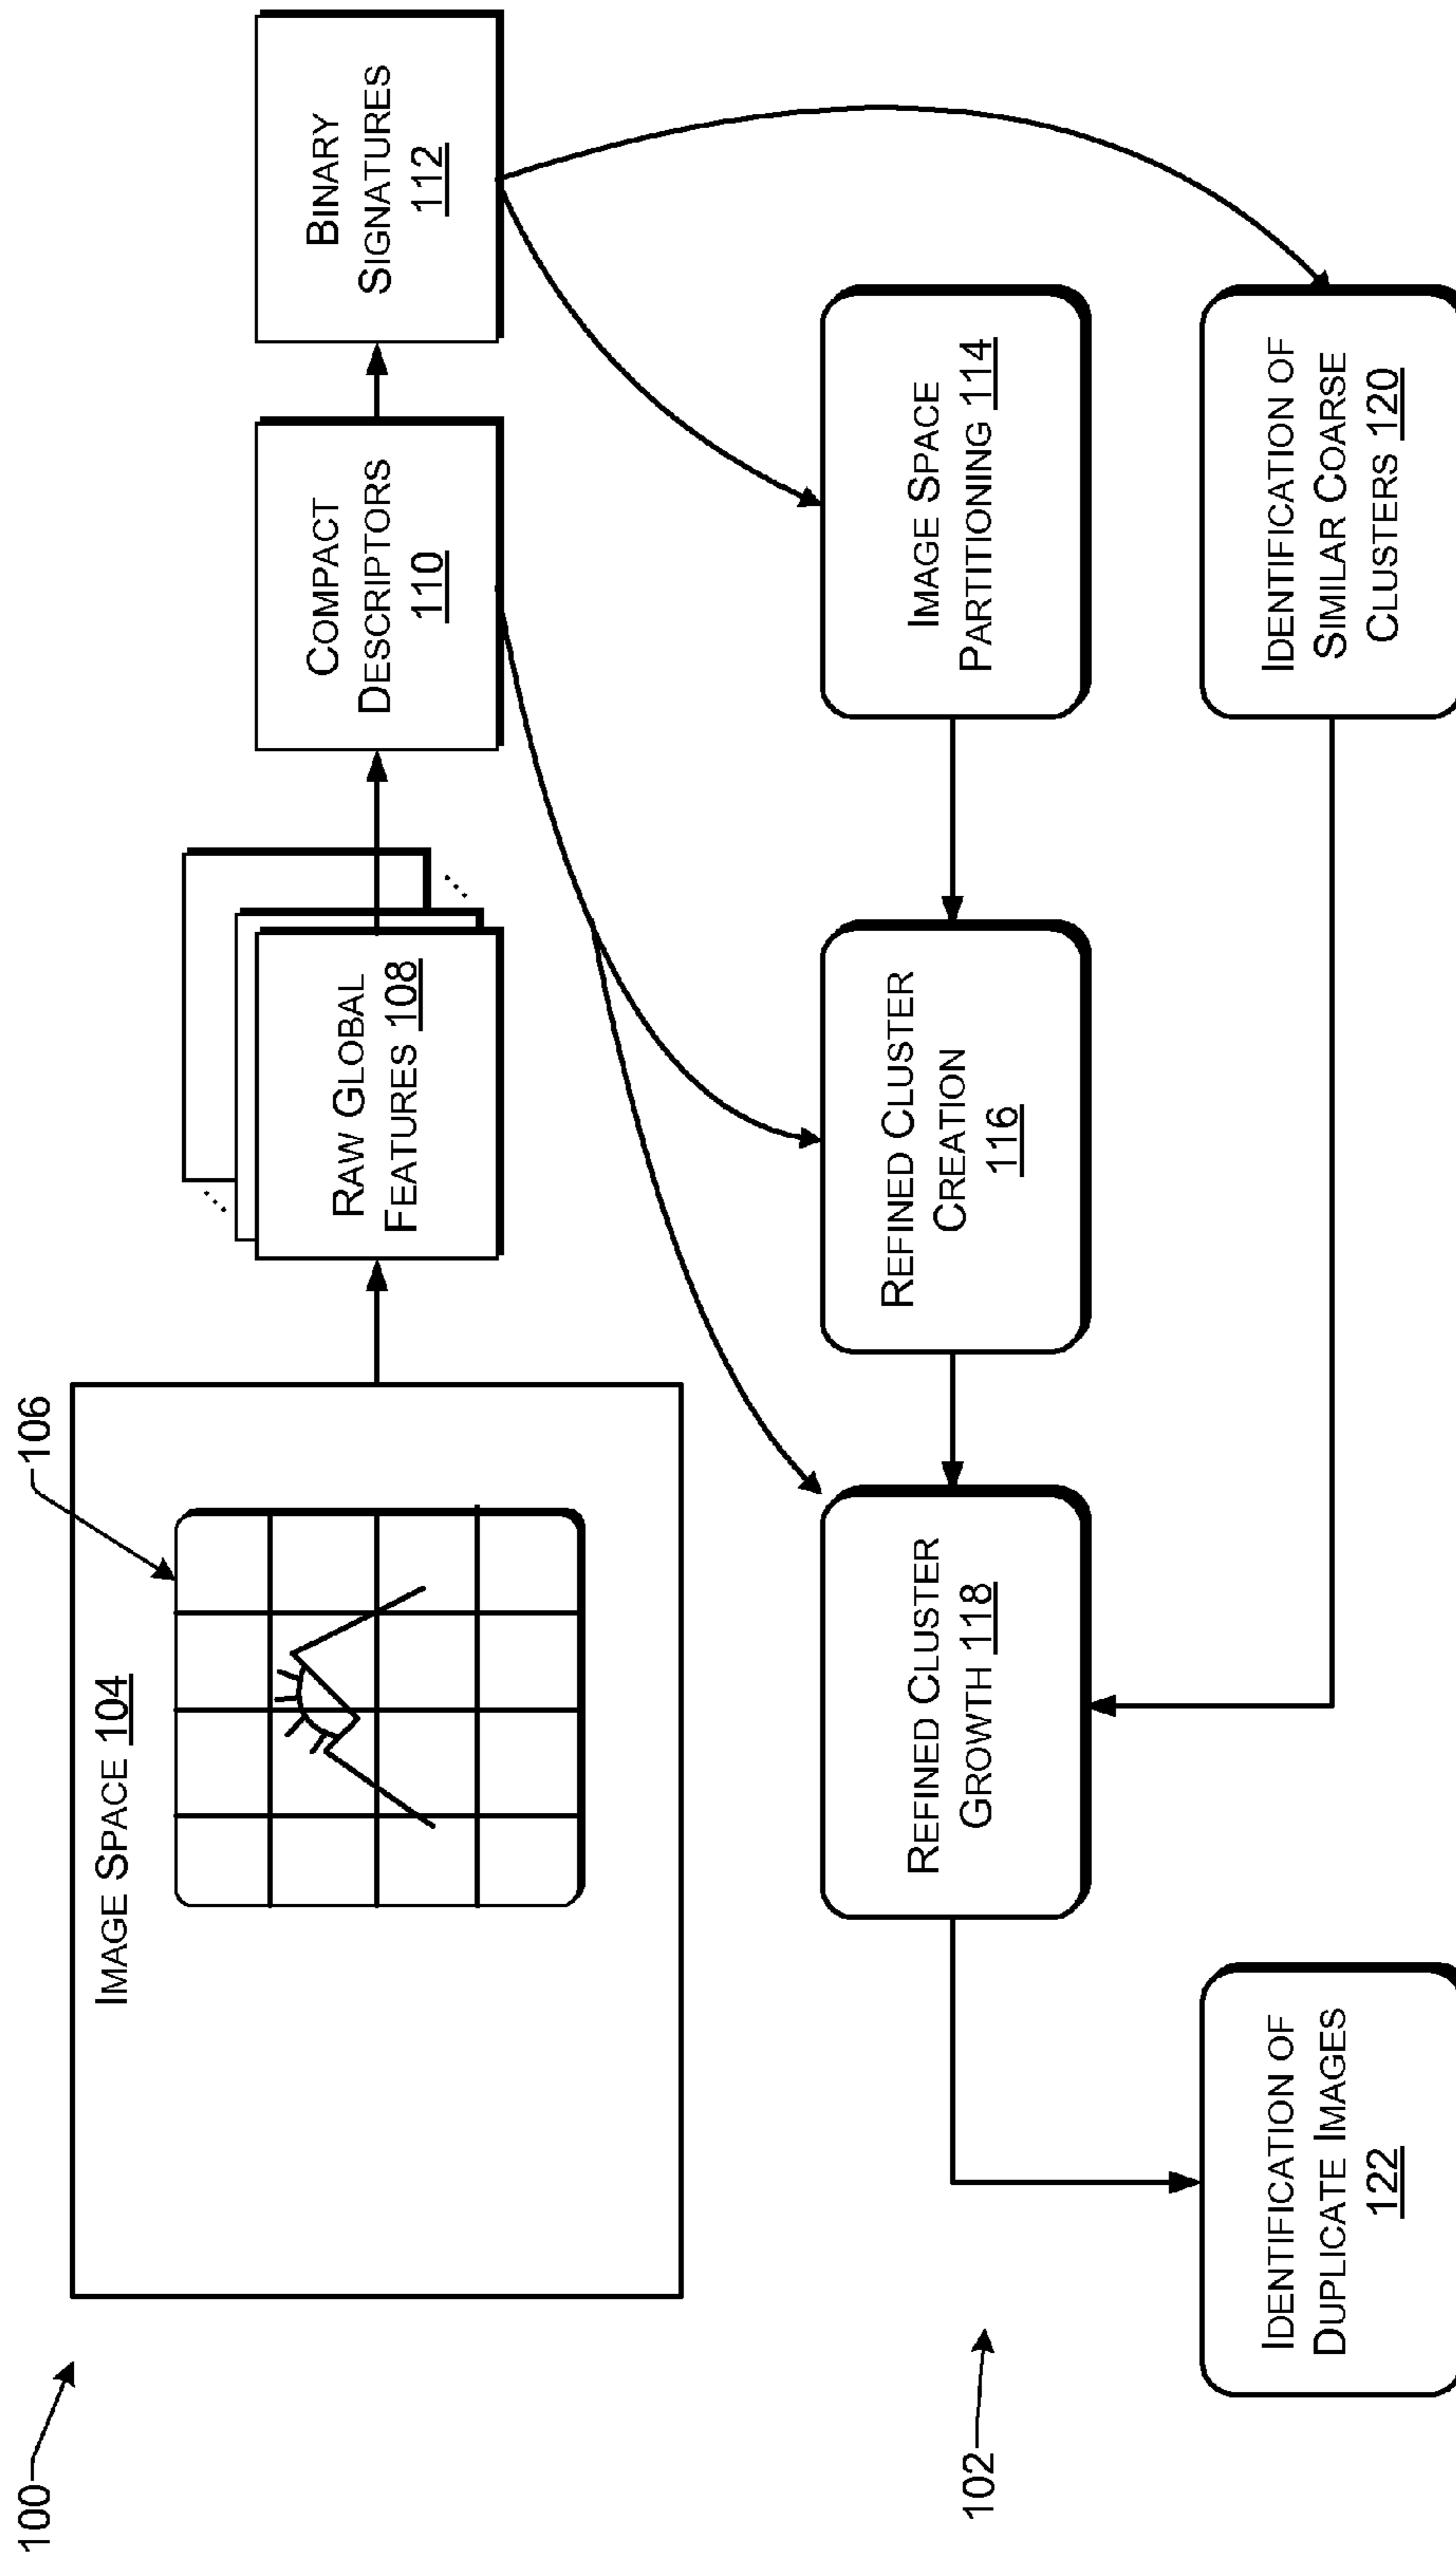 100
IMAGE SPACE 104
106
RAW GLOBAL
FEATURES 108
COMPACT
DESCRIPTORS
110
BINARY
SIGNATURES
112
102
REFINED CLUSTER
GROWTH 118
REFINED CLUSTER
CREATION
116
IMAGE SPACE
PARTITIONING 114
IDENTIFICATION OF
DUPLICATE IMAGES
122
IDENTIFICATION OF
SIMILAR COARSE
CLUSTERS 120